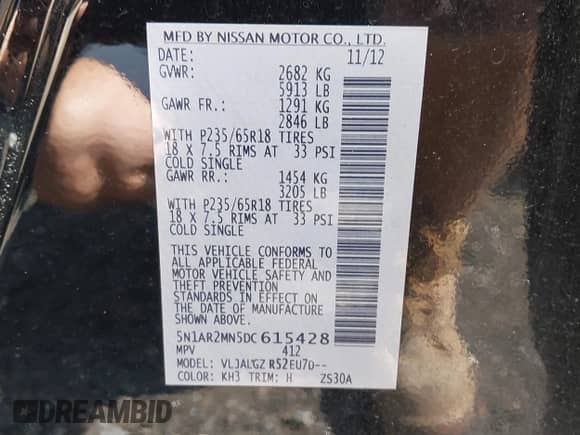 MFD BY NISSAN MOTOR CO., LTD.
DATE: 11/12
GVWR: 2682 KG
5913 LB
GAWR FR.: 1291 KG
2846 LB
WITH P235/65R18 TIRES
18 X 7.5 RIMS AT 33 PSI
COLD SINGLE
GAWR RR.: 1454 KG
3205 LB
WITH P235/65R18 TIRES
18 X 7.5 RIMS AT 33 PSI
COLD SINGLE
THIS VEHICLE CONFORMS TO
ALL APPLICABLE FEDERAL
MOTOR VEHICLE SAFETY AND
THEFT PREVENTION
STANDARDS IN EFFECT ON
THE DATE OF MANUFACTURE
5N1AR2MN5DC615428
MPV 412
MODEL: VLJALGZ R52EU7D--
COLOR: KH3 TRIM: H ZS30A
DREAMBID